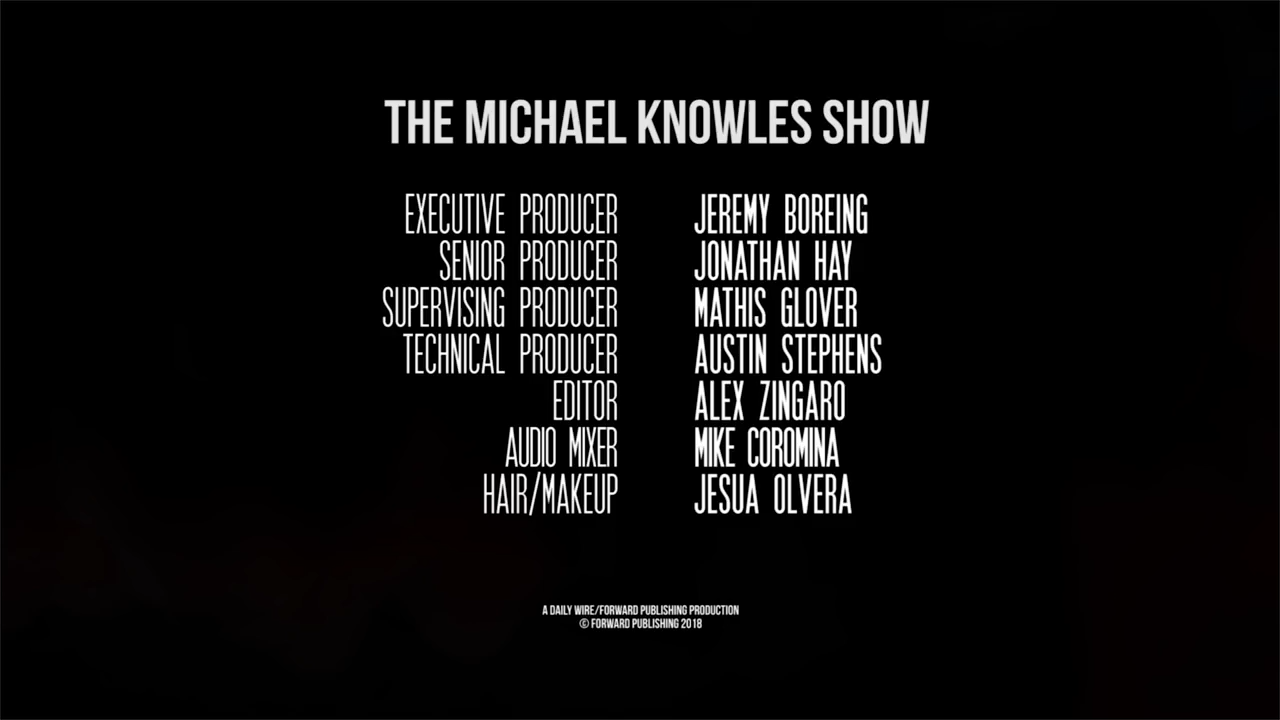 THE MICHAEL KNOWLES SHOW
EXECUTIVE PRODUCER JEREMY BOREING
SENIOR PRODUCER JONATHAN HAY
SUPERVISING PRODUCER MATHIS GLOVER
TECHNICAL PRODUCER AUSTIN STEPHENS
EDITOR ALEX ZINGARO
AUDIO MIXER MIKE COROMINA
HAIR/MAKEUP JESUA OLVERA
A DAILY WIRE/FORWARD PUBLISHING PRODUCTION
© FORWARD PUBLISHING 2018